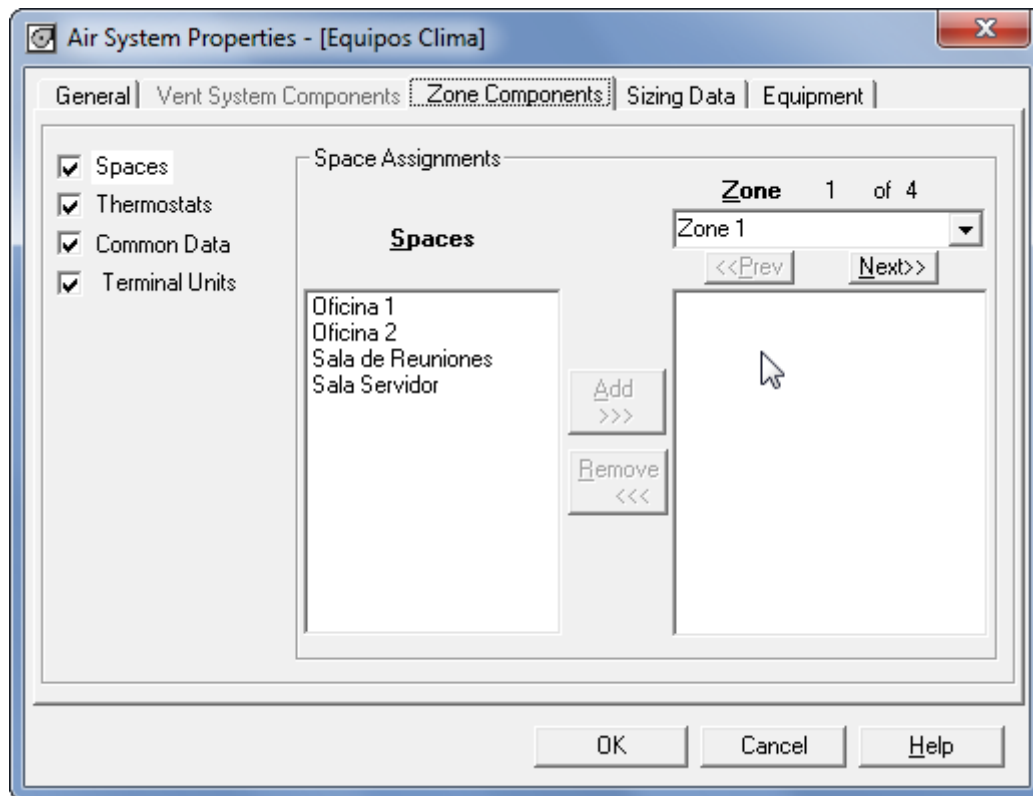 Air System Properties - [Equipos Clima]
General Vent System Components Zone Components Sizing Data Equipment
Spaces
Thermostats
Common Data
Terminal Units
Space Assignments
Spaces
Zone 1 of 4
Zone 1
<<Prev Next>>
Oficina 1
Oficina 2
Sala de Reuniones
Sala Servidor
Add
>>>
Remove
<<<
OK Cancel Help